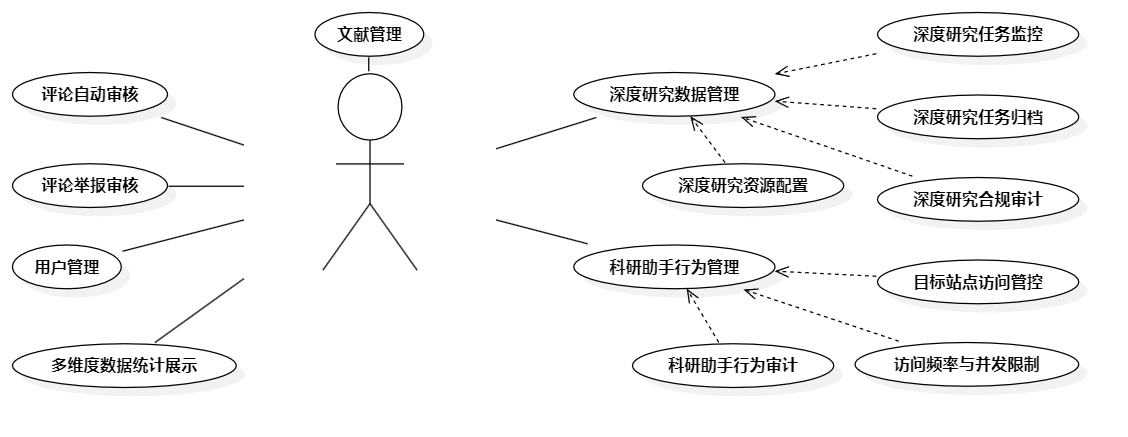 文献管理
评论自动审核
评论举报审核
用户管理
多维度数据统计展示
深度研究数据管理
深度研究任务监控
深度研究任务归档
深度研究资源配置
深度研究合规审计
科研助手行为管理
目标站点访问管控
科研助手行为审计
访问频率与并发限制